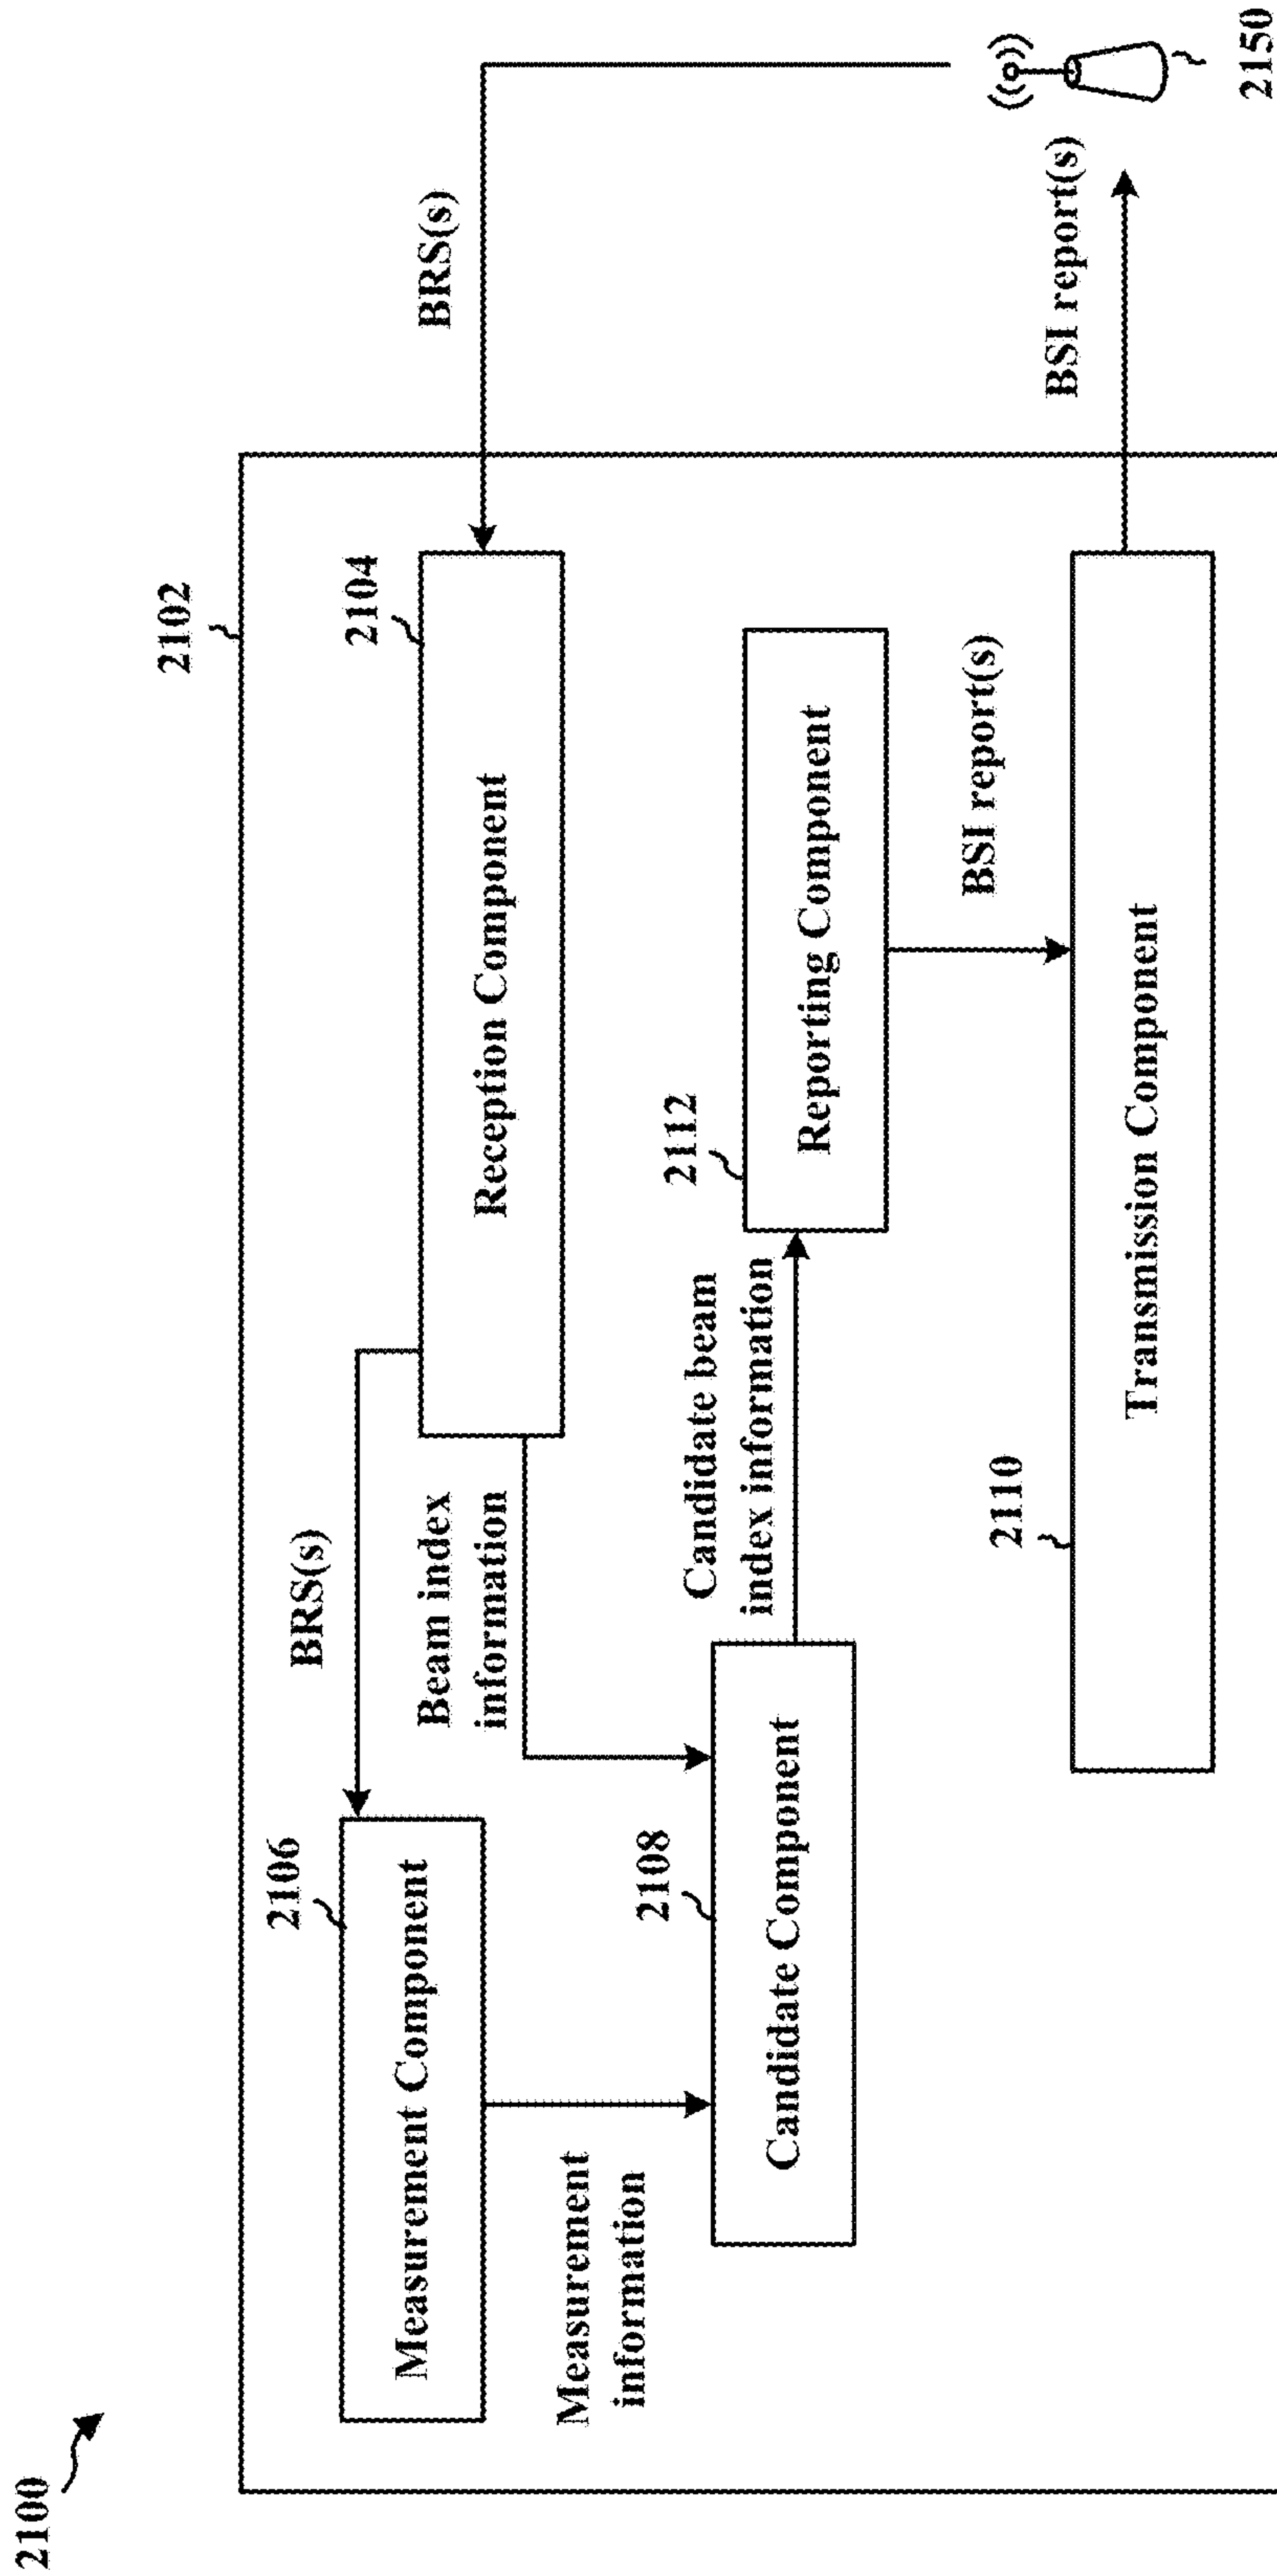 2100
2102
2106
Measurement Component
BRS(s)
2104
Reception Component
BRS(s)
Beam index
information
Measurement
information
2108
Candidate Component
Candidate beam
index information
2112
Reporting Component
BSI report(s)
2110
Transmission Component
BSI report(s)
2150